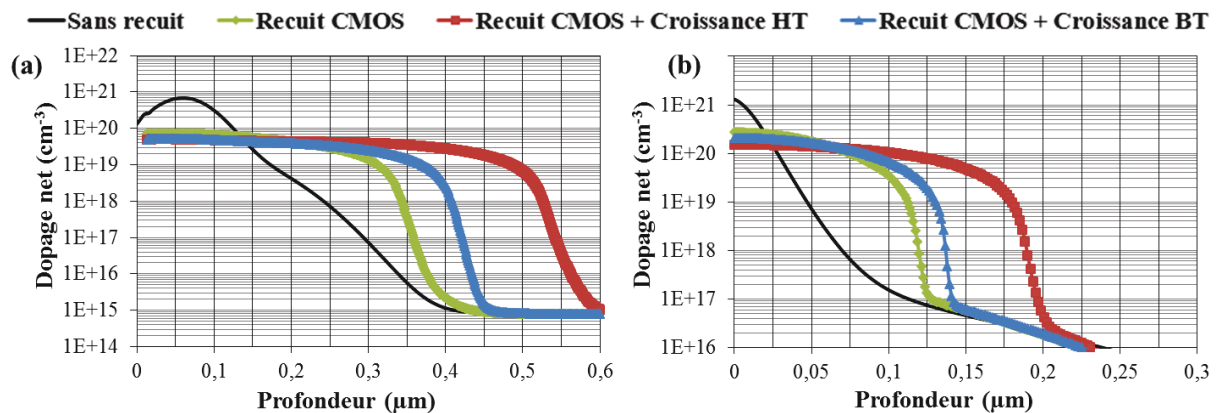 Sans recuit Recuit CMOS Recuit CMOS + Croissance HT Recuit CMOS + Croissance BT
(a)
Dopage net (cm-3)
1E+22
1E+21
1E+20
1E+19
1E+18
1E+17
1E+16
1E+15
1E+14
0 0,1 0,2 0,3 0,4 0,5 0,6
Profondeur (µm)
(b)
Dopage net (cm-3)
1E+21
1E+20
1E+19
1E+18
1E+17
1E+16
0 0,05 0,1 0,15 0,2 0,25 0,3
Profondeur (µm)